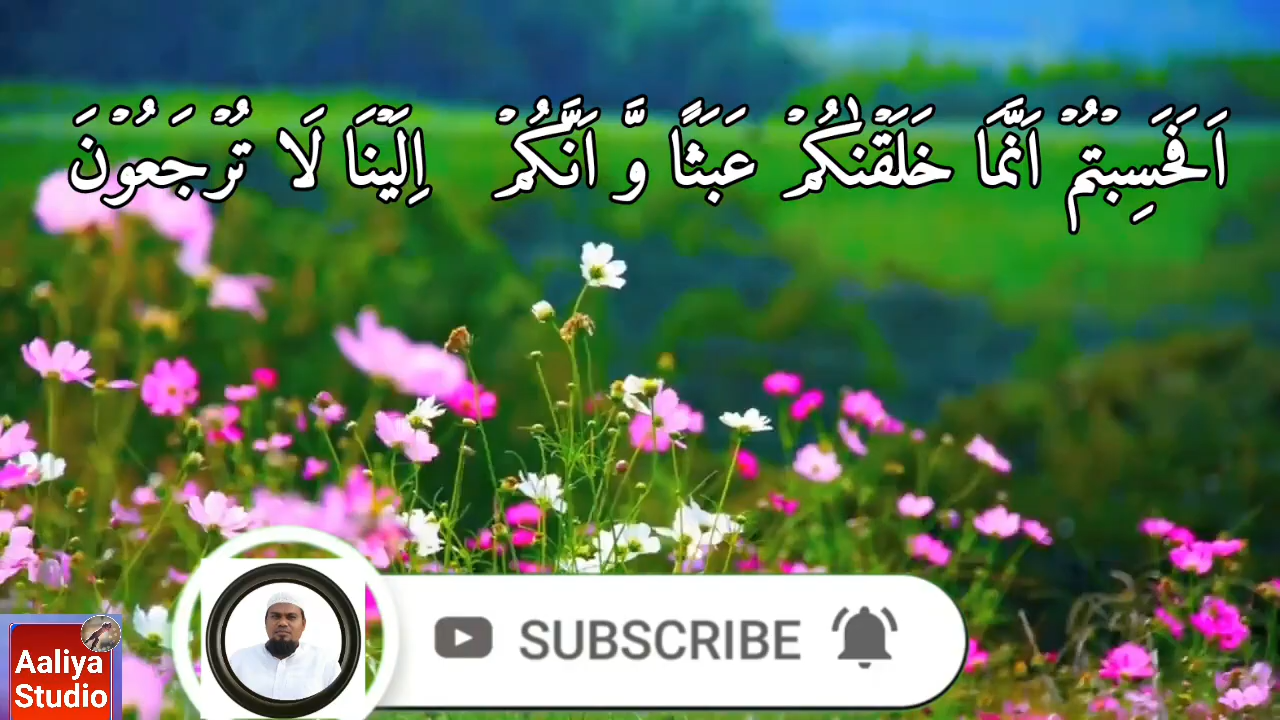 اَفَحَسِبۡتُمۡ اَنَّمَا خَلَقۡنٰكُمۡ عَبَثًا وَّ اَنَّكُمۡ اِلَيۡنَا لَا تُرۡجَعُوۡنَ
SUBSCRIBE
Aaliya
Studio